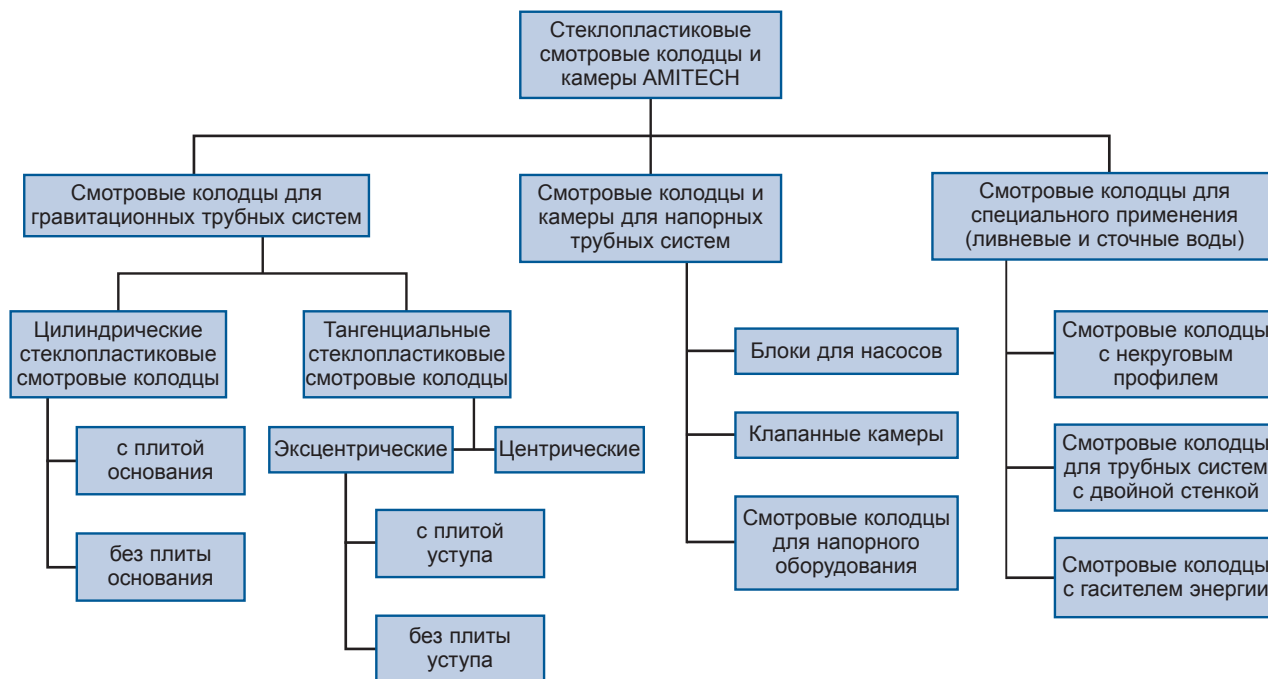 Стеклопластиковые
смотровые колодцы и
камеры AMITECH
Смотровые колодцы для
гравитационных трубных систем
Смотровые колодцы и
камеры для напорных
трубных систем
Смотровые колодцы для
специального применения
(ливневые и сточные воды)
Цилиндрические
стеклопластиковые
смотровые колодцы
Тангенциальные
стеклопластиковые
смотровые колодцы
с плитой
основания
без плиты
основания
Эксцентрические
Центрические
с плитой
уступа
без плиты
уступа
Блоки для насосов
Клапанные камеры
Смотровые колодцы
для напорного
оборудования
Смотровые колодцы
с некруговым
профилем
Смотровые колодцы
для трубных систем
с двойной стенкой
Смотровые колодцы
с гасителем энергии